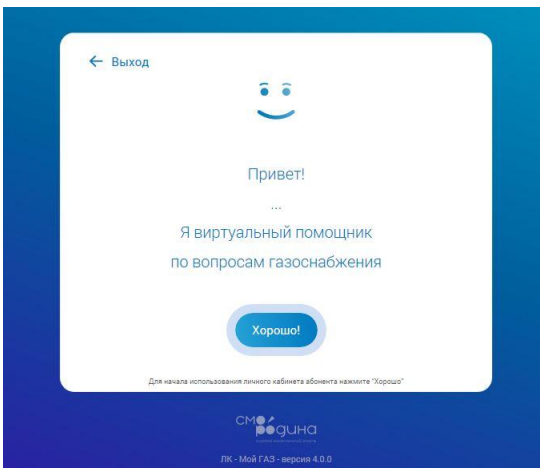 ← Выход
Привет!
...
Я виртуальный помощник
по вопросам газоснабжения
Хорошо!
Для начала использования личного кабинета абонента нажмите "Хорошо"
СМОРОДИНА
ЛК - Мой ГАЗ - версия 4.0.0